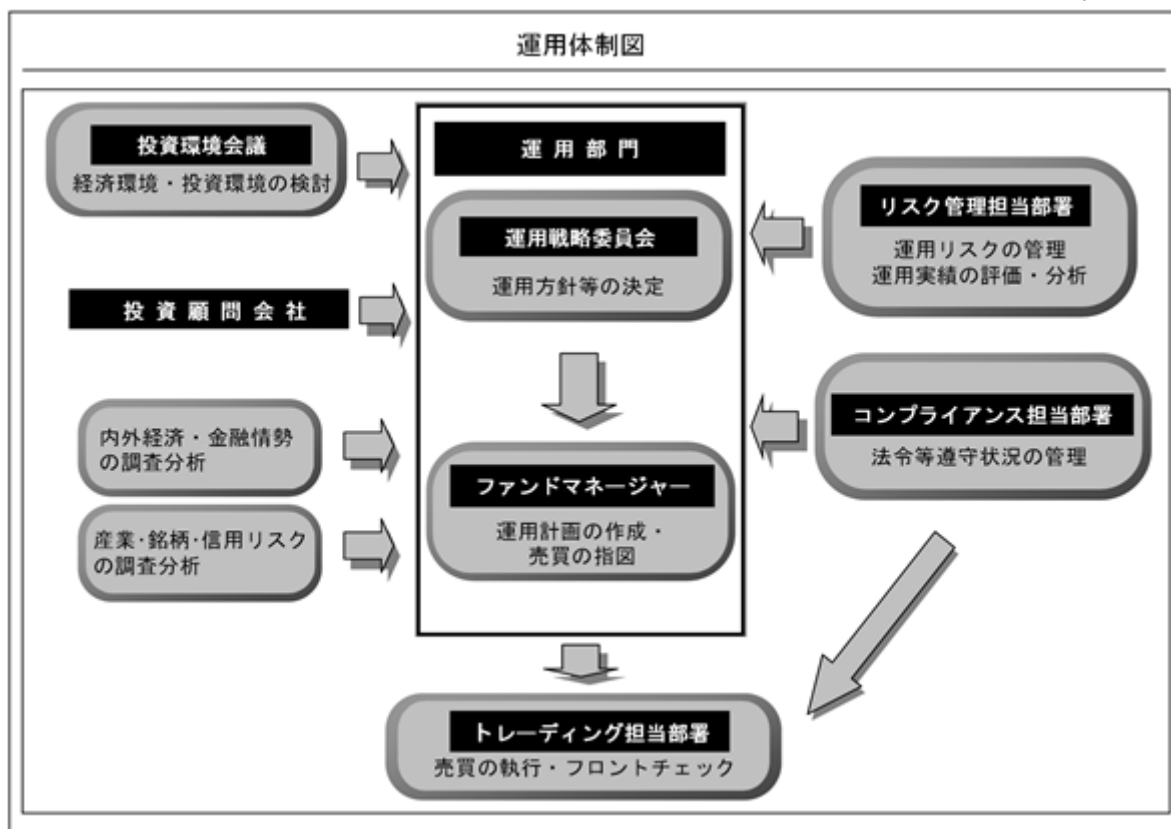 運用体制図
投資環境会議
経済環境・投資環境の検討
投資顧問会社
内外経済・金融情勢
の調査分析
産業・銘柄・信用リスク
の調査分析
運用部門
運用戦略委員会
運用方針等の決定
ファンドマネージャー
運用計画の作成・
売買の指図
リスク管理担当部署
運用リスクの管理
運用実績の評価・分析
コンプライアンス担当部署
法令等遵守状況の管理
トレーディング担当部署
売買の執行・フロントチェック